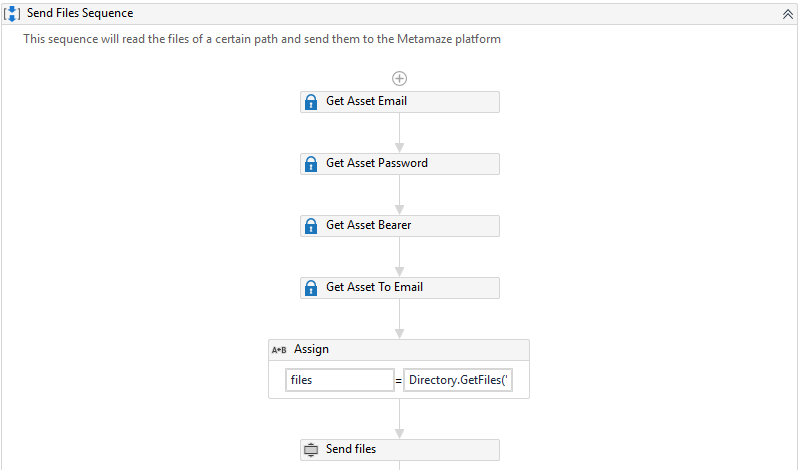 Send Files Sequence
This sequence will read the files of a certain path and send them to the Metamaze platform
Get Asset Email
Get Asset Password
Get Asset Bearer
Get Asset To Email
A*B Assign
files = Directory.GetFiles('
Send files